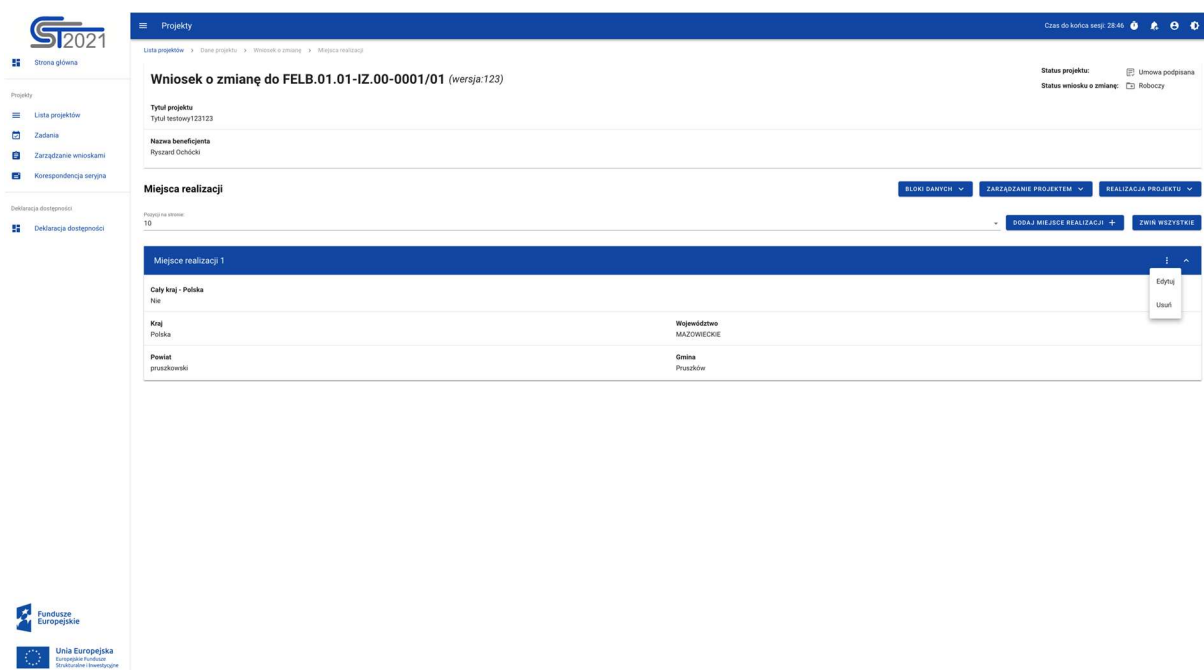 CST2021
Strona główna
Projekty
Lista projektów
Zadania
Zarządzanie wnioskami
Korespondencja seryjna
Deklaracja dostępności
Deklaracja dostępności
Fundusze
Europejskie
Unia Europejska
Europejskie Fundusze
Strukturalne i Inwestycyjne
Projekty
Czas do końca sesji: 28:46
Lista projektów > Dane projektu > Wniosek o zmianę > Miejsca realizacji
Wniosek o zmianę do FELB.01.01-IZ.00-0001/01 (wersja:123)
Status projektu: Umowa podpisana
Status wniosku o zmianę: Roboczy
Tytuł projektu
Tytuł testowy123123
Nazwa beneficjenta
Ryszard Ochócki
Miejsca realizacji
BLOKI DANYCH
ZARZĄDZANIE PROJEKTEM
REALIZACJA PROJEKTU
Pozycji na stronie:
10
DODAJ MIEJSCE REALIZACJI +
ZWIŃ WSZYSTKIE
Miejsce realizacji 1
Edytuj
Usuń
Cały kraj - Polska
Nie
Kraj
Polska
Województwo
MAZOWIECKIE
Powiat
pruszkowski
Gmina
Pruszków